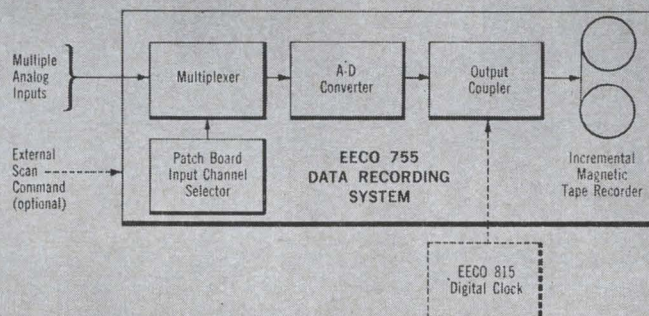 Multiple
Analog
Inputs
Multiplexer
A-D
Converter
Output
Coupler
External
Scan
Command
(optional)
Patch Board
Input Channel
Selector
EECO 755
DATA RECORDING
SYSTEM
Incremental
Magnetic
Tape Recorder
EECO 815
Digital Clock